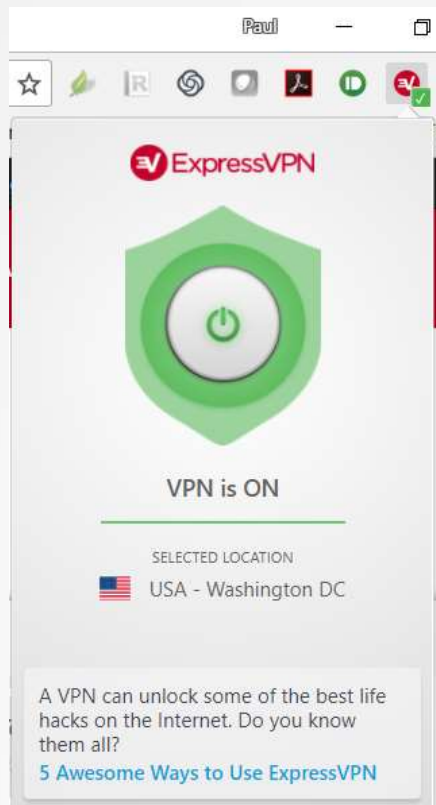 Paul
R
ExpressVPN
VPN is ON
SELECTED LOCATION
USA - Washington DC
A VPN can unlock some of the best life
hacks on the Internet. Do you know
them all?
5 Awesome Ways to Use ExpressVPN